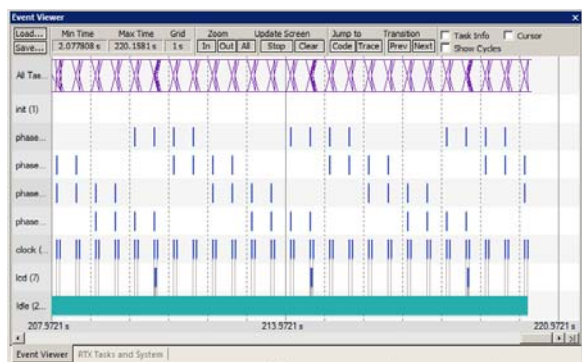 Event Viewer
Load... Min Time Max Time Grid Zoom Update Screen Jump to Transition Task Info Cursor
Save... 2.077808 s 220.1581 s 1 s In Out All Stop Clear Code Trace Prev Next Show Cycles
All Tas...
init (1)
phase...
phase...
phase...
phase...
clock (...
lcd (7)
Idle (2...
207.9721 s 213.9721 s 220.9721 s
Event Viewer RTX Tasks and System